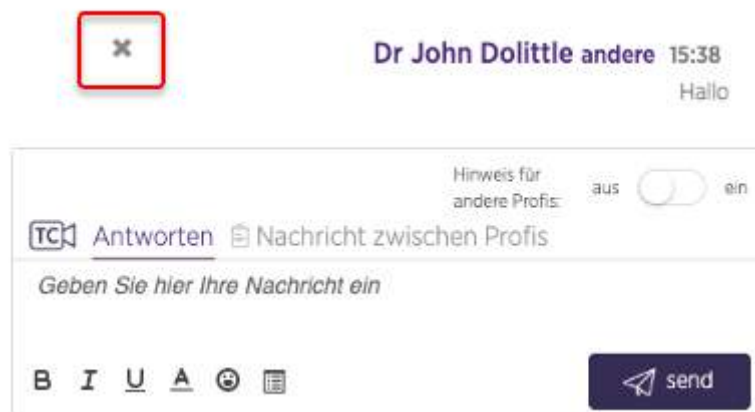 Dr John Dolittle andere 15:38
Hallo
Hinweis für
andere Profis:
aus
ein
TC Antworten Nachricht zwischen Profis
Geben Sie hier Ihre Nachricht ein
B I U A
send